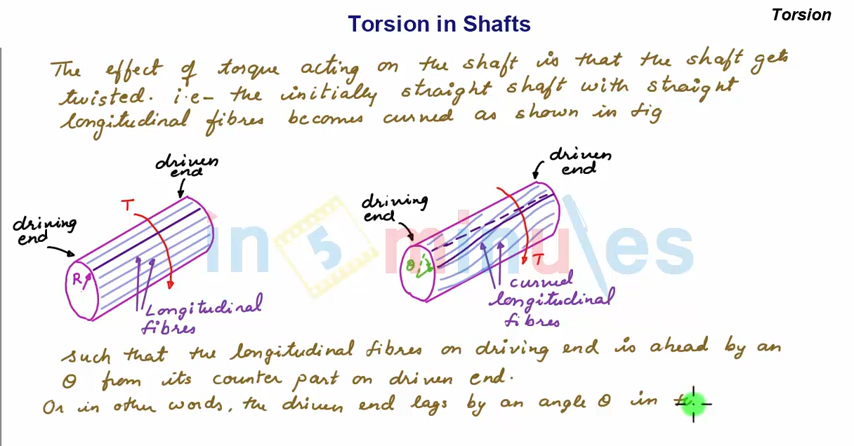 Torsion in Shafts
Torsion
The effect of torque acting on the shaft is that the shaft gets
twisted. i.e- the initially straight shaft with straight
longitudinal fibres becomes curved as shown in fig
driven
end
driven
end
T
driving
end
driving
end
in 5 minutes
θ
T
R
Longitudinal
fibres
curved
longitudinal
fibres
such that the longitudinal fibres on driving end is ahead by an
θ from its counter part on driven end.
Or in other words, the driven end lags by an angle θ in